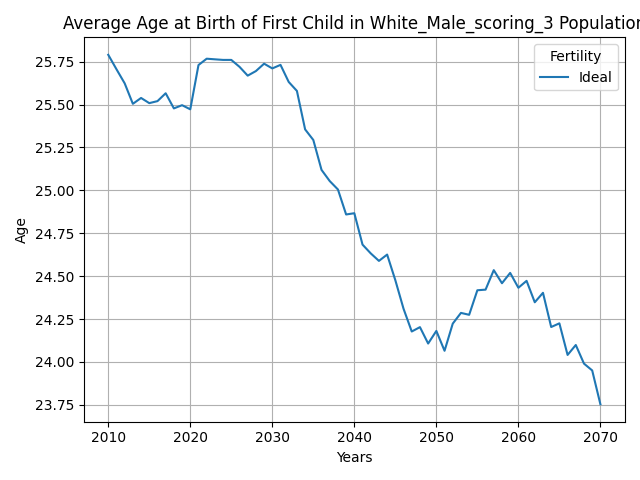 Average Age at Birth of First Child in White_Male_scoring_3 Population
Fertility
Ideal
25.75
25.50
25.25
25.00
24.75
24.50
24.25
24.00
23.75
Age
2010 2020 2030 2040 2050 2060 2070
Years